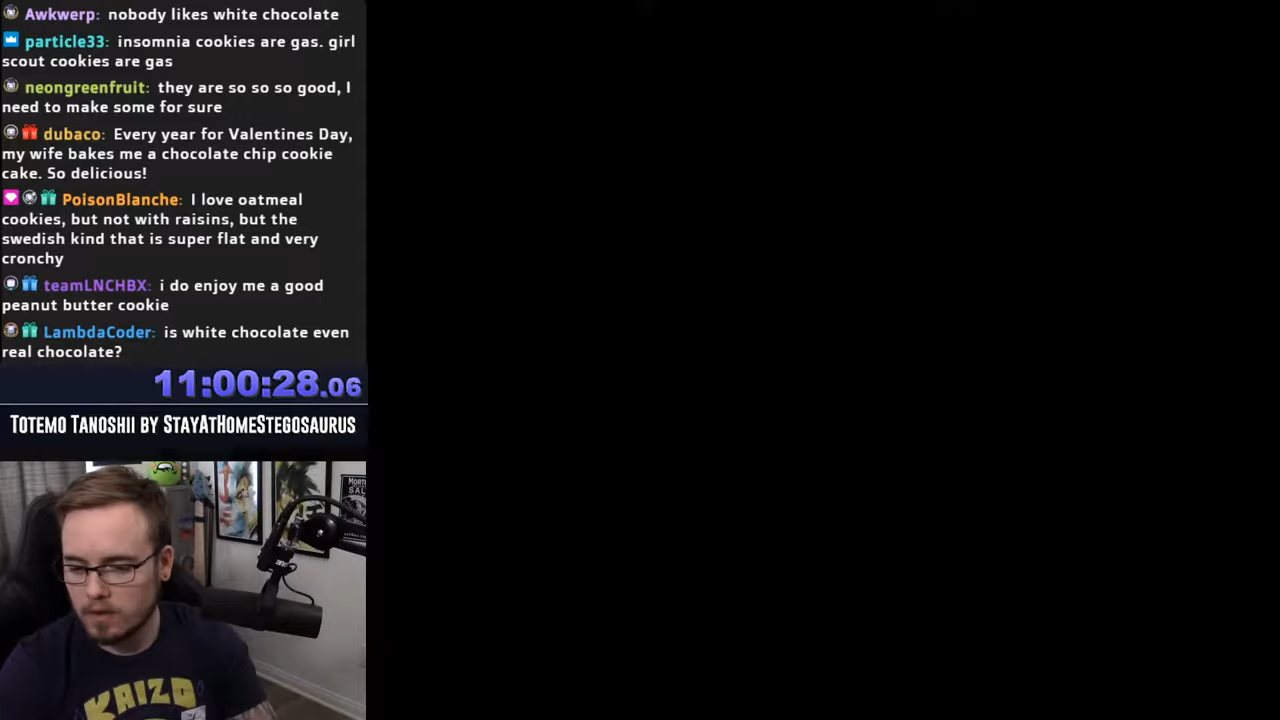 Awkwerp: nobody likes white chocolate
particle33: insomnia cookies are gas. girl
scout cookies are gas
neongreenfruit: they are so so so good, I
need to make some for sure
dubaco: Every year for Valentines Day,
my wife bakes me a chocolate chip cookie
cake. So delicious!
PoisonBlanche: I love oatmeal
cookies, but not with raisins, but the
swedish kind that is super flat and very
cronchy
teamLNCHBX: i do enjoy me a good
peanut butter cookie
LambdaCoder: is white chocolate even
real chocolate?
11:00:28.06
TOTEMO TANOSHII BY STAYATHOMESTEGOSAURUS
KAIZO